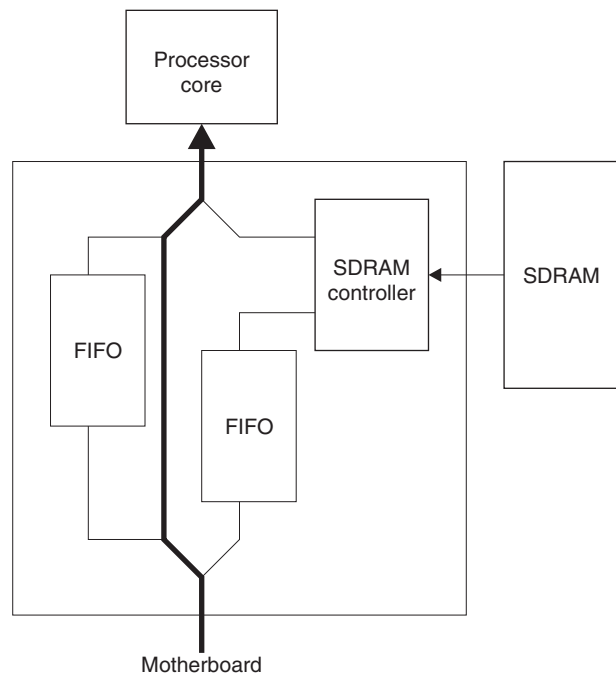 Processor
core
SDRAM
controller
SDRAM
FIFO
FIFO
Motherboard